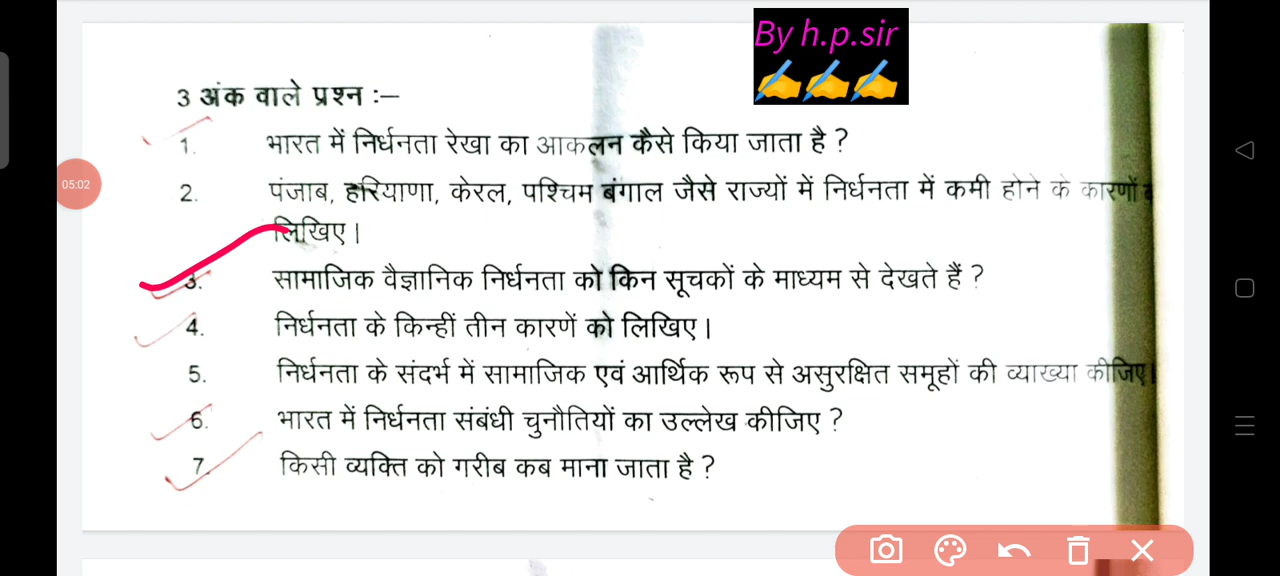 By h.p.sir
3 अंक वाले प्रश्न :–
1. भारत में निर्धनता रेखा का आकलन कैसे किया जाता है ?
05:02
2. पंजाब, हरियाणा, केरल, पश्चिम बंगाल जैसे राज्यों में निर्धनता में कमी होने के कारणों
लिखिए।
3. सामाजिक वैज्ञानिक निर्धनता को किन सूचकों के माध्यम से देखते हैं ?
4. निर्धनता के किन्हीं तीन कारणें को लिखिए।
5. निर्धनता के संदर्भ में सामाजिक एवं आर्थिक रूप से असुरक्षित समूहों की व्याख्या कीजिए।
6. भारत में निर्धनता संबंधी चुनौतियों का उल्लेख कीजिए ?
7. किसी व्यक्ति को गरीब कब माना जाता है ?